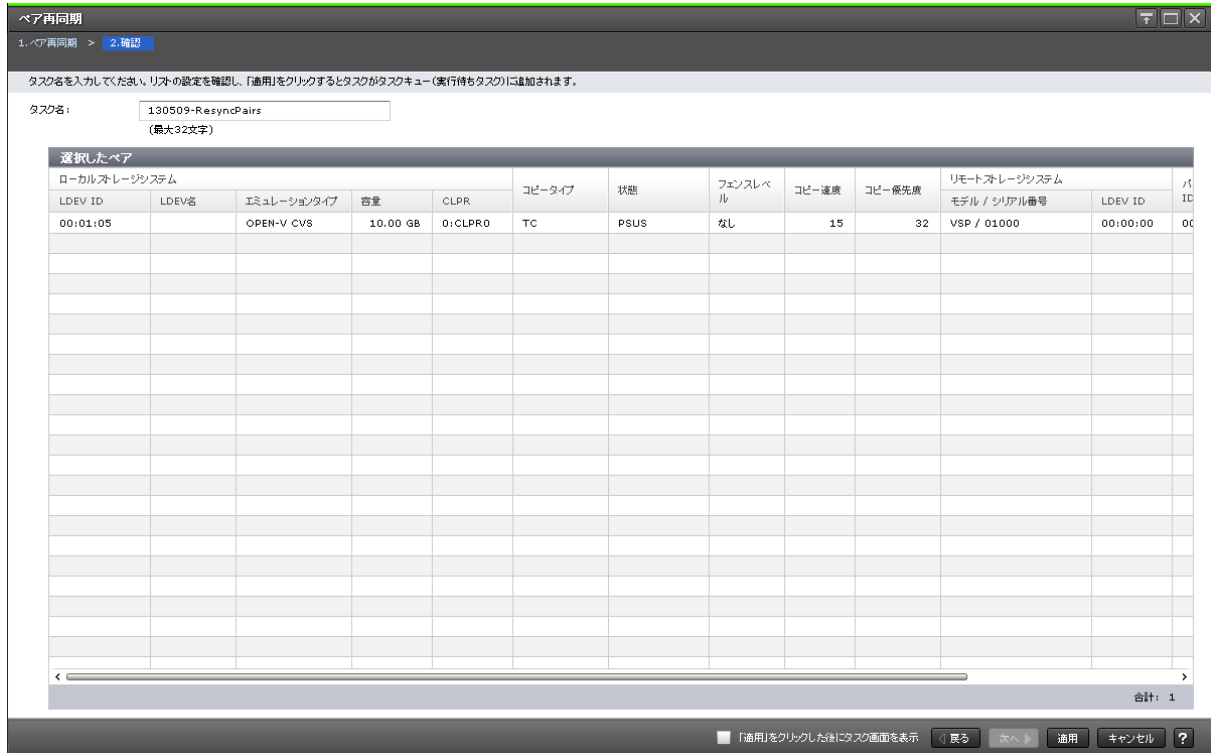 ペア再同期
1.ペア再同期 > 2.確認
タスク名を入力してください。リストの設定を確認し、「適用」をクリックするとタスクがタスクキュー(実行待ちタスク)に追加されます。
タスク名: 130509-ResyncPairs
(最大32文字)
選択したペア
ローカルストレージシステム コピータイプ 状態 フェンスレベル コピー速度 コピー優先度 リモートストレージシステム
LDEV ID LDEV名 エミュレーションタイプ 容量 CLPR モデル / シリアル番号 LDEV ID パ ID
00:01:05 OPEN-V CVS 10.00 GB 0:CLPR0 TC PSUS なし 15 32 VSP / 01000 00:00:00
合計: 1
「適用」をクリックした後にタスク画面を表示 戻る 次へ 適用 キャンセル ?